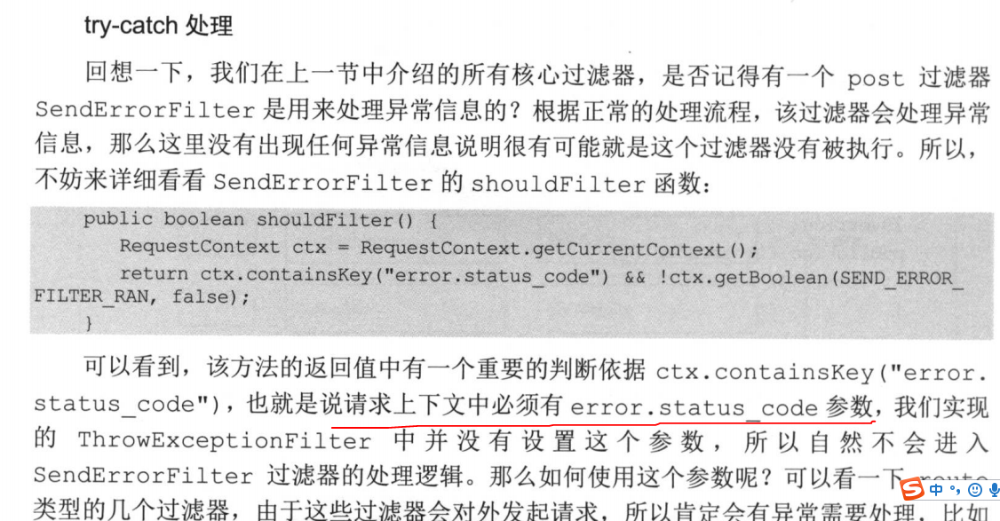 try-catch 处理
回想一下，我们在上一节中介绍的所有核心过滤器，是否记得有一个 post 过滤器
SendErrorFilter 是用来处理异常信息的？根据正常的处理流程，该过滤器会处理异常
信息，那么这里没有出现任何异常信息说明很有可能就是这个过滤器没有被执行。所以，
不妨来详细看看 SendErrorFilter 的 shouldFilter 函数：
public boolean shouldFilter() {
RequestContext ctx = RequestContext.getCurrentContext();
return ctx.containsKey("error.status_code") && !ctx.getBoolean(SEND_ERROR_
FILTER_RAN, false);
}
可以看到，该方法的返回值中有一个重要的判断依据 ctx.containsKey("error.
status_code")，也就是说请求上下文中必须有 error.status_code 参数，我们实现
的 ThrowExceptionFilter 中并没有设置这个参数，所以自然不会进入
SendErrorFilter 过滤器的处理逻辑。那么如何使用这个参数呢？可以看一下
类型的几个过滤器，由于这些过滤器会对外发起请求，所以肯定会有异常需要处理，比如
S 中